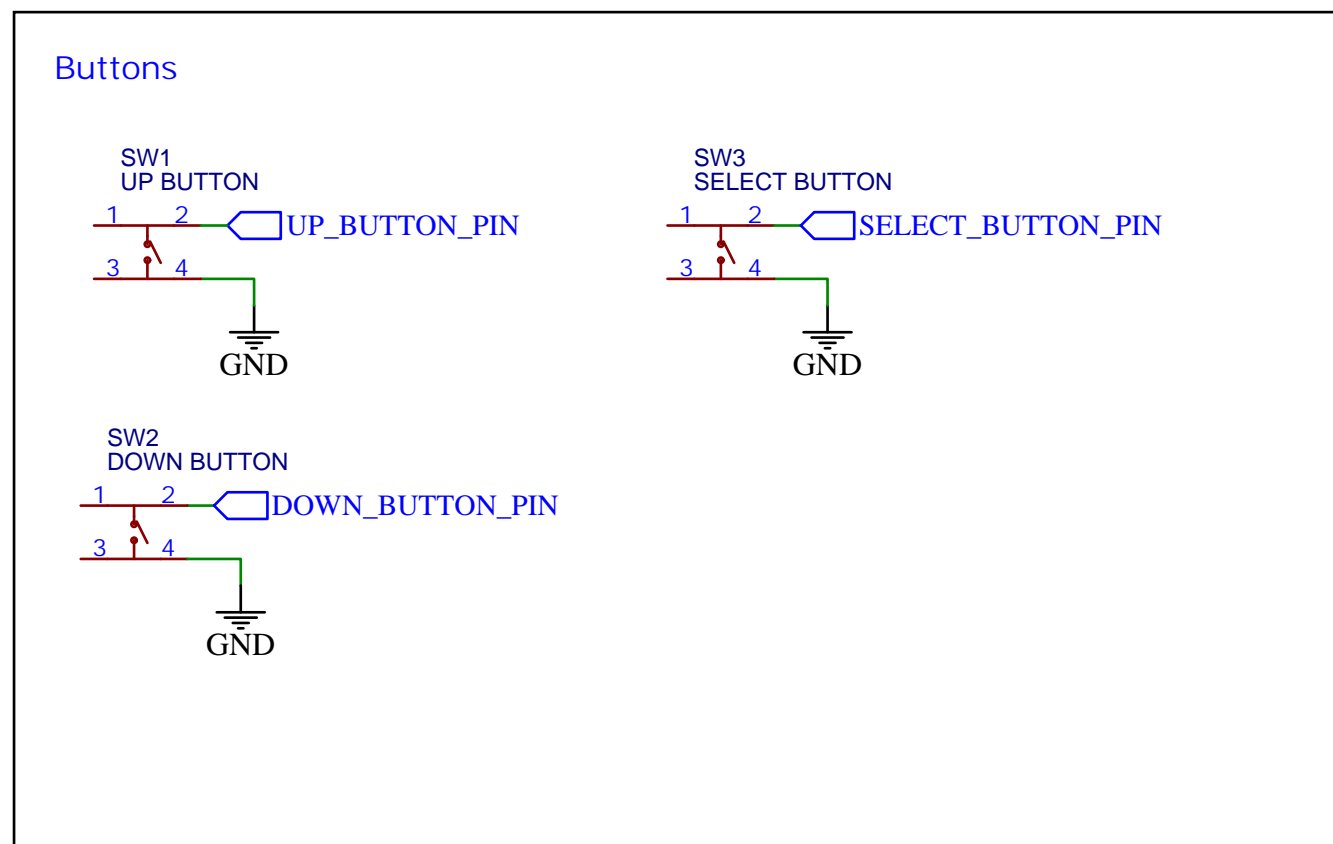 Buttons
SW1
UP BUTTON
1 2
UP_BUTTON_PIN
3 4
GND
SW3
SELECT BUTTON
1 2
SELECT_BUTTON_PIN
3 4
GND
SW2
DOWN BUTTON
1 2
DOWN_BUTTON_PIN
3 4
GND